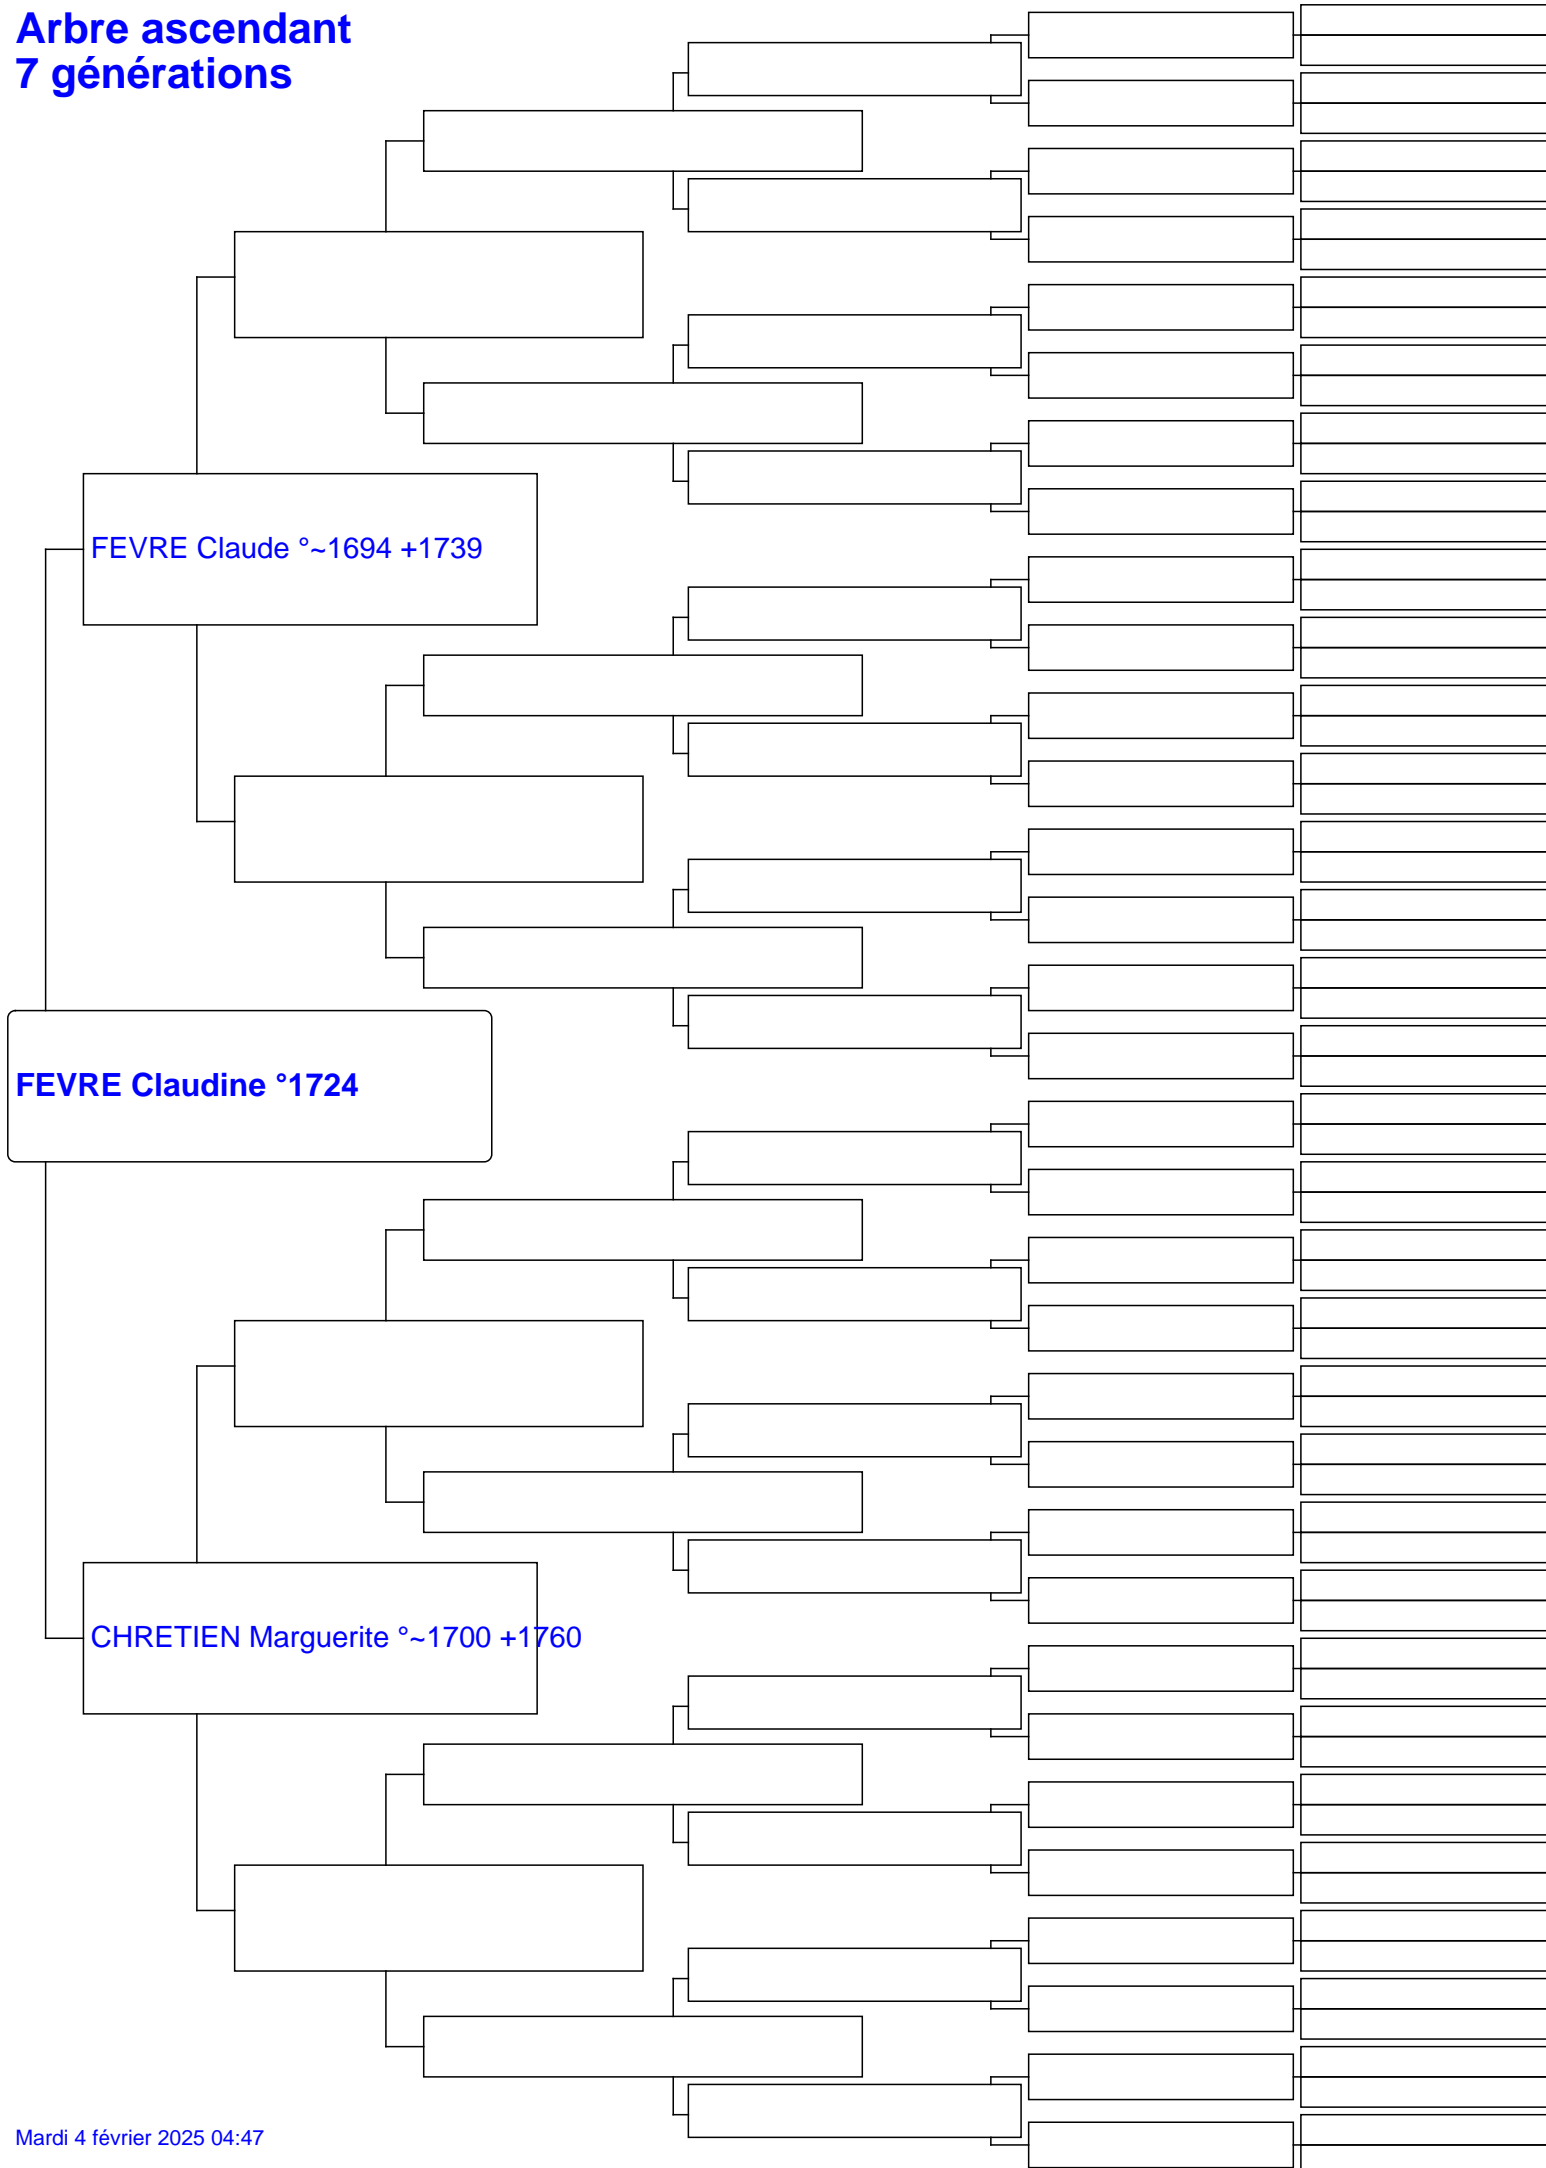 Arbre ascendant
7 générations
FEVRE Claude °~1694 +1739
FEVRE Claudine °1724
CHRETIEN Marguerite °~1700 +1760
Mardi 4 février 2025 04:47